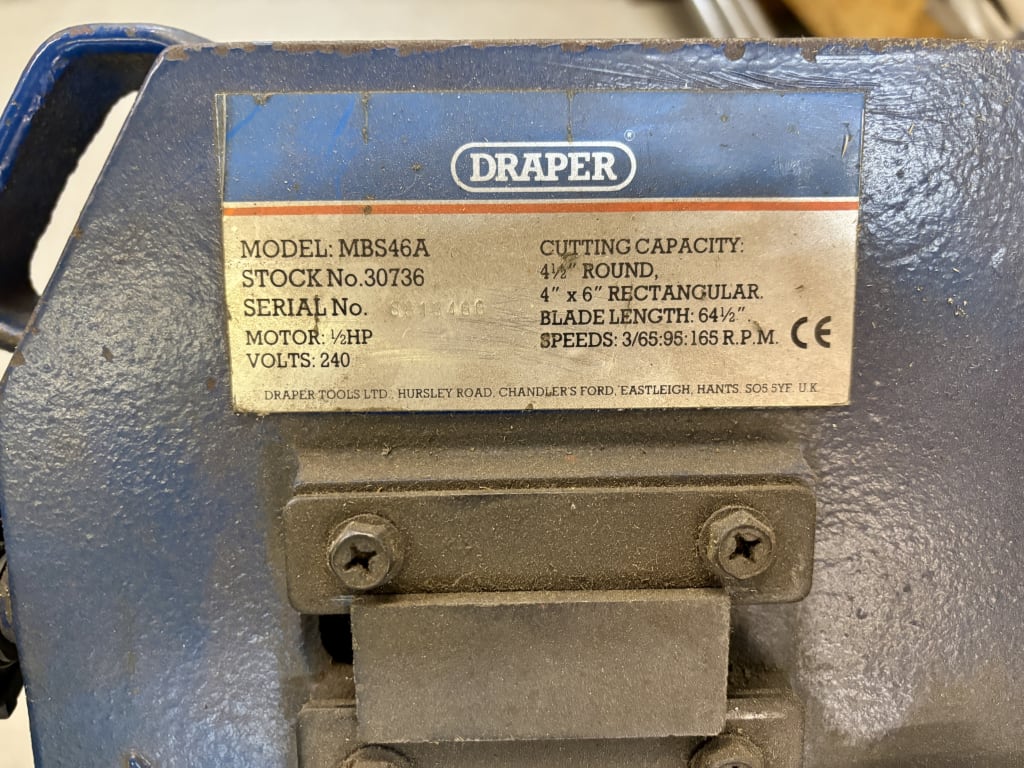 DRAPER®
MODEL: MBS46A
STOCK No. 30736
SERIAL No.
MOTOR: ½HP
VOLTS: 240
CUTTING CAPACITY:
4½″ ROUND,
4″ x 6″ RECTANGULAR.
BLADE LENGTH: 64½″.
SPEEDS: 3/65:95:165 R.P.M. CE
DRAPER TOOLS LTD., HURSLEY ROAD, CHANDLER'S FORD, EASTLEIGH, HANTS. SO5 5YF. U.K.